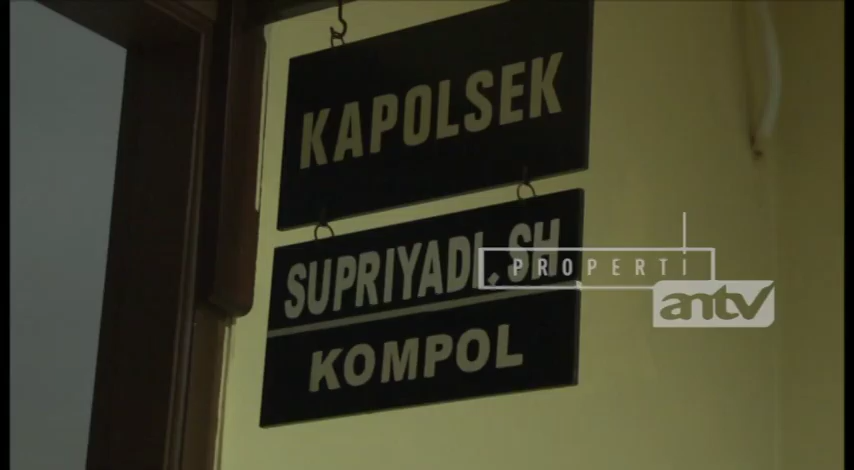 KAPOLSEK
SUPRIYADI. SH
KOMPOL
PROPERTI
antv